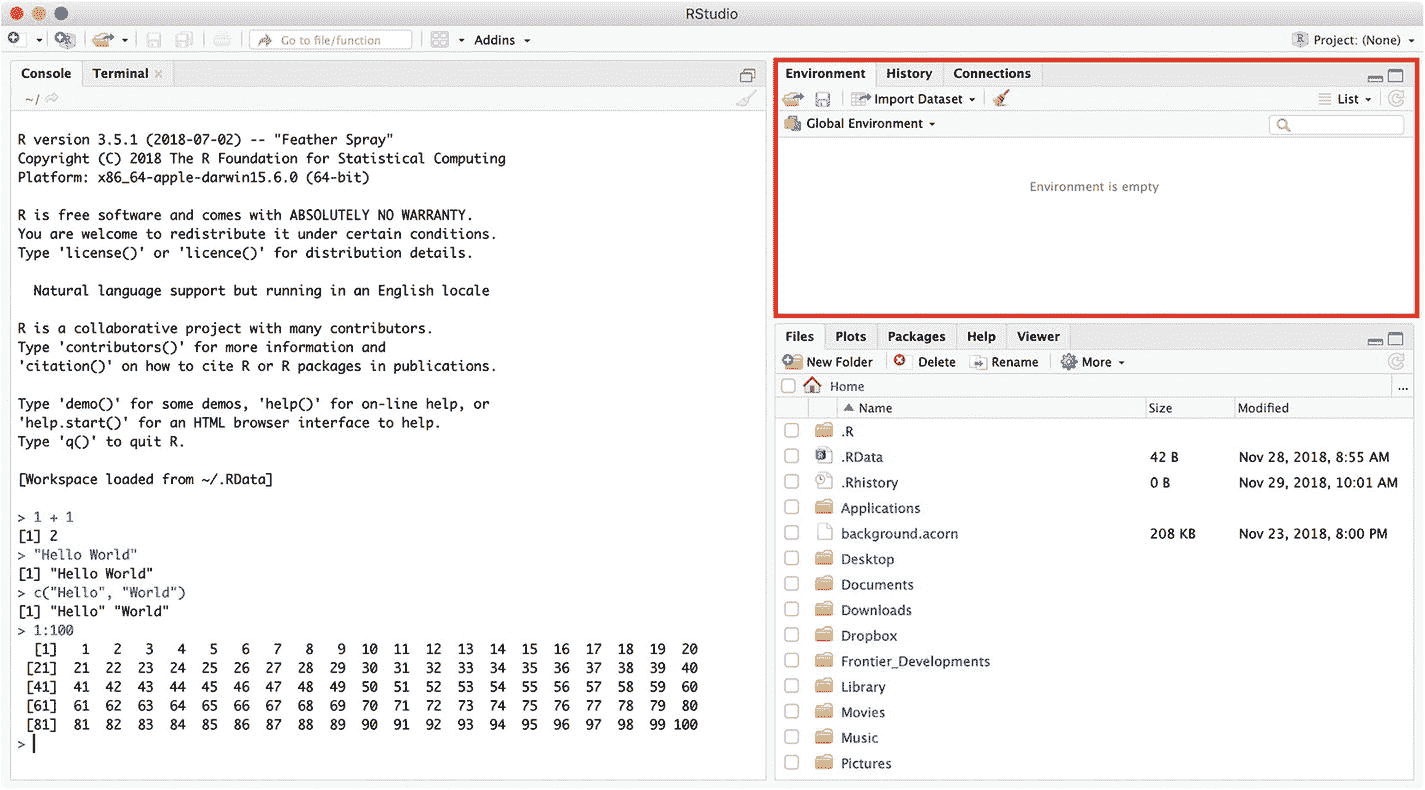 RStudio
Go to file/function Addins Project: (None)
Console Terminal
~/
R version 3.5.1 (2018-07-02) -- "Feather Spray"
Copyright (C) 2018 The R Foundation for Statistical Computing
Platform: x86_64-apple-darwin15.6.0 (64-bit)
R is free software and comes with ABSOLUTELY NO WARRANTY.
You are welcome to redistribute it under certain conditions.
Type 'license()' or 'licence()' for distribution details.
Natural language support but running in an English locale
R is a collaborative project with many contributors.
Type 'contributors()' for more information and
'citation()' on how to cite R or R packages in publications.
Type 'demo()' for some demos, 'help()' for on-line help, or
'help.start()' for an HTML browser interface to help.
Type 'q()' to quit R.
[Workspace loaded from ~/.RData]
> 1 + 1
[1] 2
> "Hello World"
[1] "Hello World"
> c("Hello", "World")
[1] "Hello" "World"
> 1:100
[1] 1 2 3 4 5 6 7 8 9 10 11 12 13 14 15 16 17 18 19 20
[21] 21 22 23 24 25 26 27 28 29 30 31 32 33 34 35 36 37 38 39 40
[41] 41 42 43 44 45 46 47 48 49 50 51 52 53 54 55 56 57 58 59 60
[61] 61 62 63 64 65 66 67 68 69 70 71 72 73 74 75 76 77 78 79 80
[81] 81 82 83 84 85 86 87 88 89 90 91 92 93 94 95 96 97 98 99 100
>
Environment History Connections
Import Dataset List
Global Environment
Environment is empty
Files Plots Packages Help Viewer
New Folder Delete Rename More
Home ...
Name Size Modified
.R
.RData 42 B Nov 28, 2018, 8:55 AM
.Rhistory 0 B Nov 29, 2018, 10:01 AM
Applications
background.acorn 208 KB Nov 23, 2018, 8:00 PM
Desktop
Documents
Downloads
Dropbox
Frontier_Developments
Library
Movies
Music
Pictures